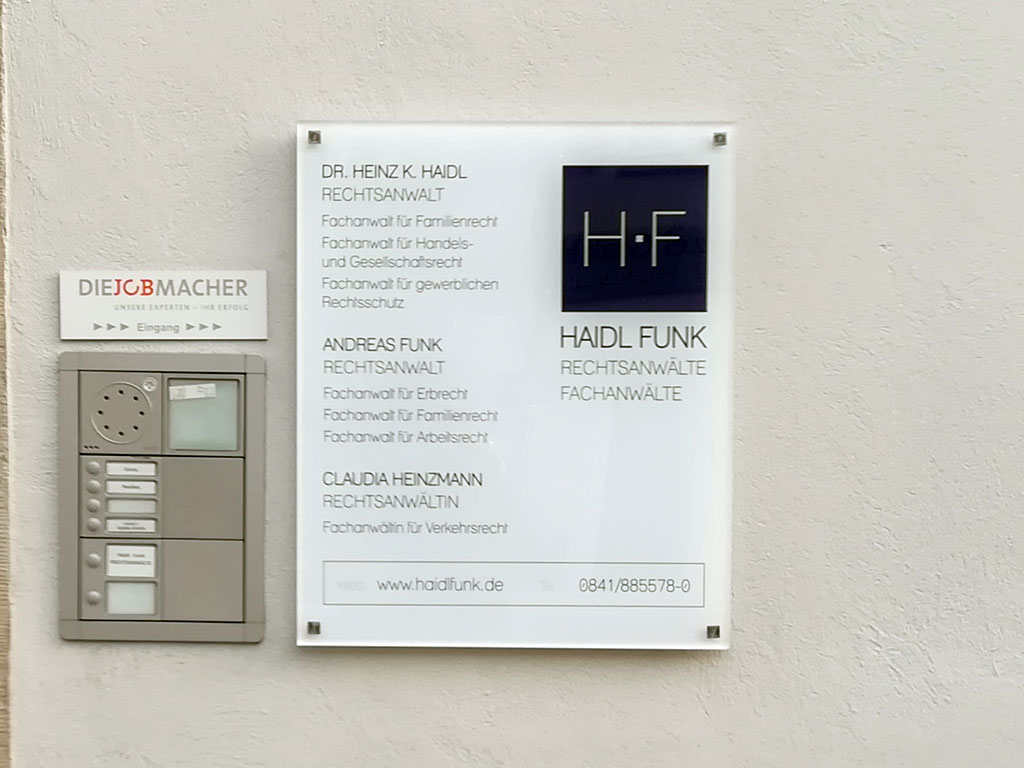 DIEJOBMACHER
UNSERE EXPERTEN – IHR ERFOLG
►►► Eingang ►►►
DR. HEINZ K. HAIDL
RECHTSANWALT
Fachanwalt für Familienrecht
Fachanwalt für Handels-
und Gesellschaftsrecht
Fachanwalt für gewerblichen
Rechtsschutz
ANDREAS FUNK
RECHTSANWALT
Fachanwalt für Erbrecht
Fachanwalt für Familienrecht
Fachanwalt für Arbeitsrecht
CLAUDIA HEINZMANN
RECHTSANWÄLTIN
Fachanwältin für Verkehrsrecht
Web www.haidlfunk.de Tel 0841/885578-0
H·F
HAIDL FUNK
RECHTSANWÄLTE
FACHANWÄLTE